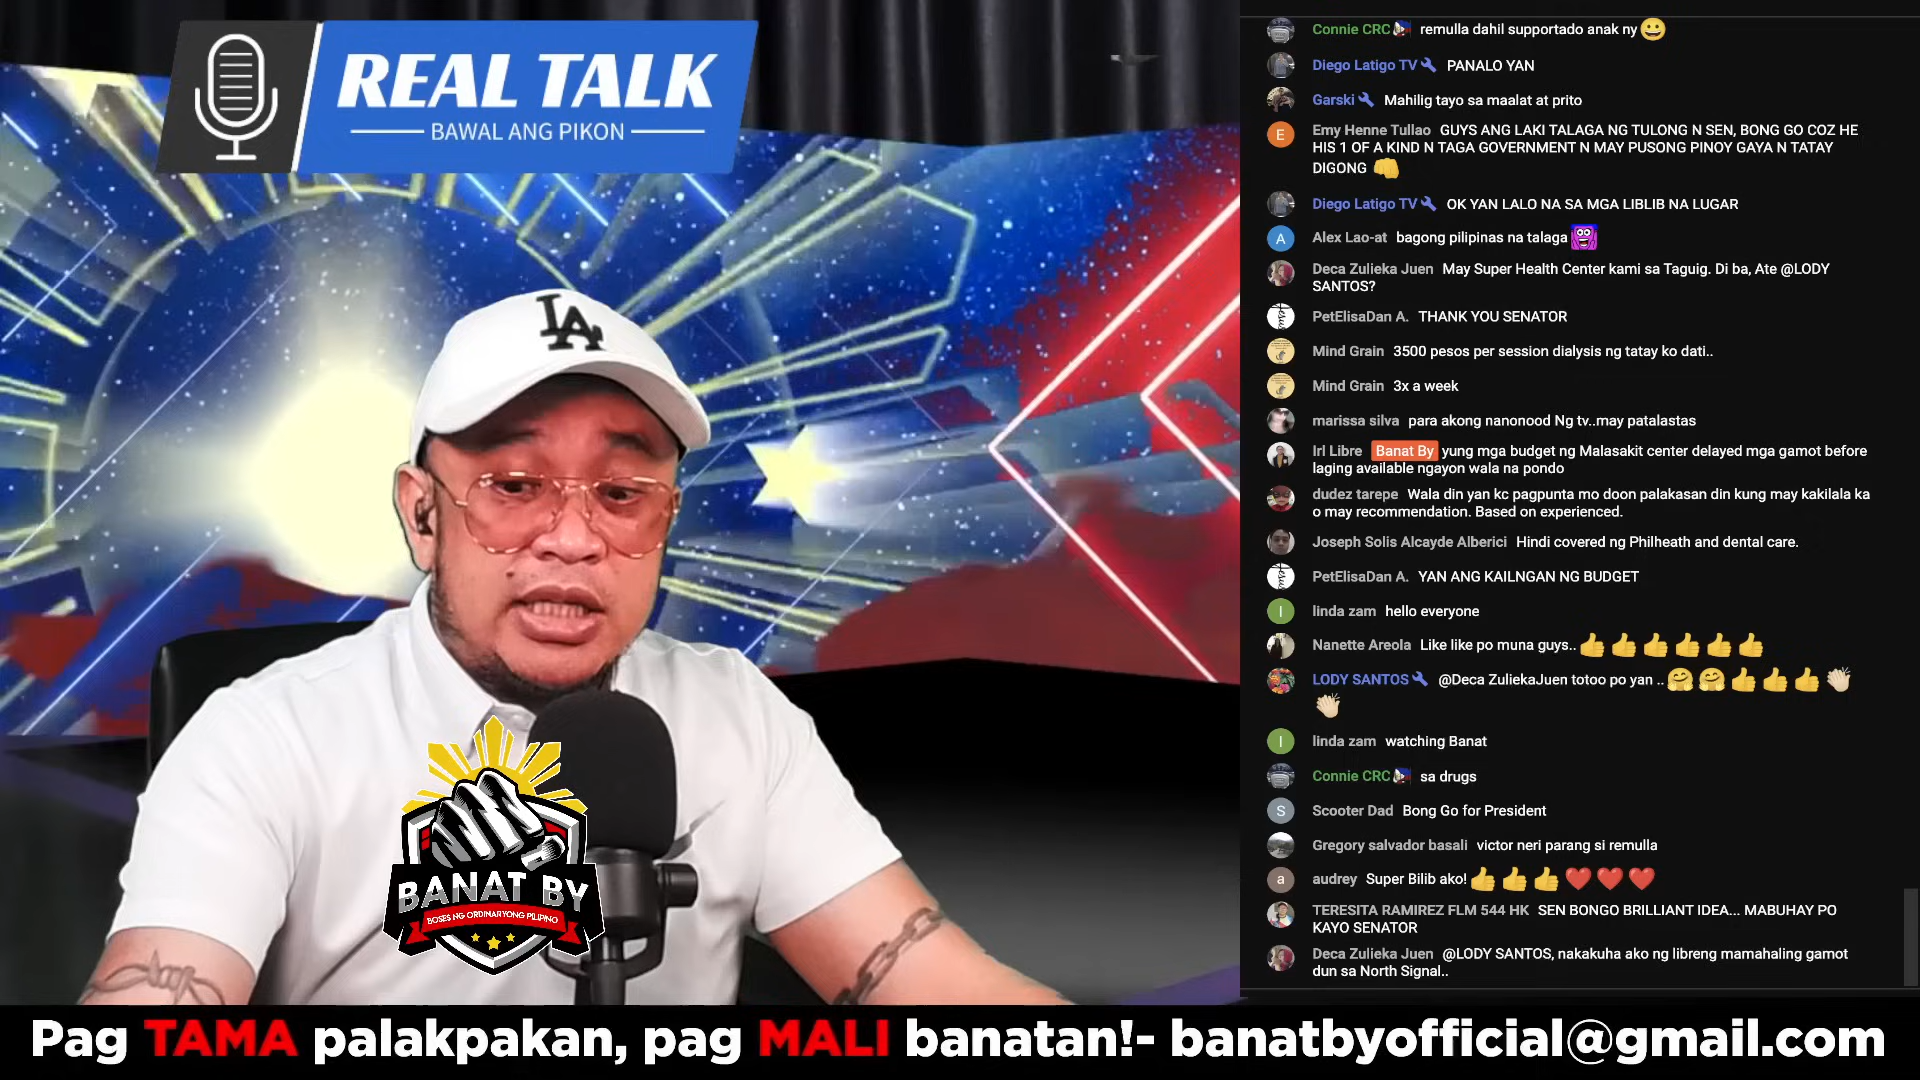 REAL TALK
BAWAL ANG PIKON
LA
BANAT BY
BOSES NG ORDINARYONG PILIPINO
Connie CRC remulla dahil supportado anak ny
Diego Latigo TV PANALO YAN
Garski Mahilig tayo sa maalat at prito
E
Emy Henne Tullao GUYS ANG LAKI TALAGA NG TULONG N SEN, BONG GO COZ HE
HIS 1 OF A KIND N TAGA GOVERNMENT N MAY PUSONG PINOY GAYA N TATAY
DIGONG
Diego Latigo TV OK YAN LALO NA SA MGA LIBLIB NA LUGAR
A
Alex Lao-at bagong pilipinas na talaga
Deca Zulieka Juen May Super Health Center kami sa Taguig. Di ba, Ate @LODY
SANTOS?
PetElisaDan A. THANK YOU SENATOR
Mind Grain 3500 pesos per session dialysis ng tatay ko dati..
Mind Grain 3x a week
marissa silva para akong nanonood Ng tv..may patalastas
Irl Libre Banat By yung mga budget ng Malasakit center delayed mga gamot before
laging available ngayon wala na pondo
dudez tarepe Wala din yan kc pagpunta mo doon palakasan din kung may kakilala ka
o may recommendation. Based on experienced.
Joseph Solis Alcayde Alberici Hindi covered ng Philheath and dental care.
PetElisaDan A. YAN ANG KAILNGAN NG BUDGET
l
linda zam hello everyone
Nanette Areola Like like po muna guys..
LODY SANTOS @Deca ZuliekaJuen totoo po yan ..
l
linda zam watching Banat
Connie CRC sa drugs
S
Scooter Dad Bong Go for President
Gregory salvador basali victor neri parang si remulla
a
audrey Super Bilib ako!
TERESITA RAMIREZ FLM 544 HK SEN BONGO BRILLIANT IDEA... MABUHAY PO
KAYO SENATOR
Deca Zulieka Juen @LODY SANTOS, nakakuha ako ng libreng mamahaling gamot
dun sa North Signal..
Pag TAMA palakpakan, pag MALI banatan!- banatbyofficial@gmail.com